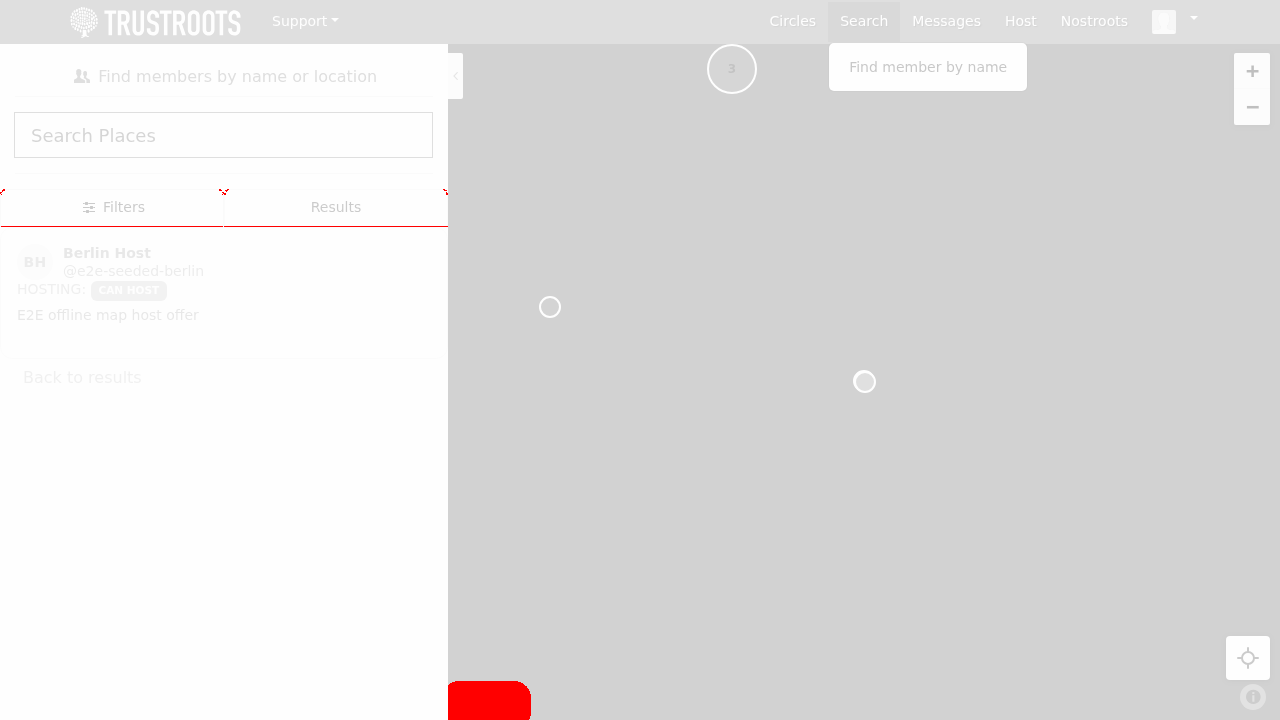 TRUSTROOTS
Support
Circles
Search
Messages
Host
Nostroots
Find members by name or location
Search Places
Filters
Results
BH
Berlin Host
@e2e-seeded-berlin
HOSTING: CAN HOST
E2E offline map host offer
Back to results
3
Find member by name
+
−